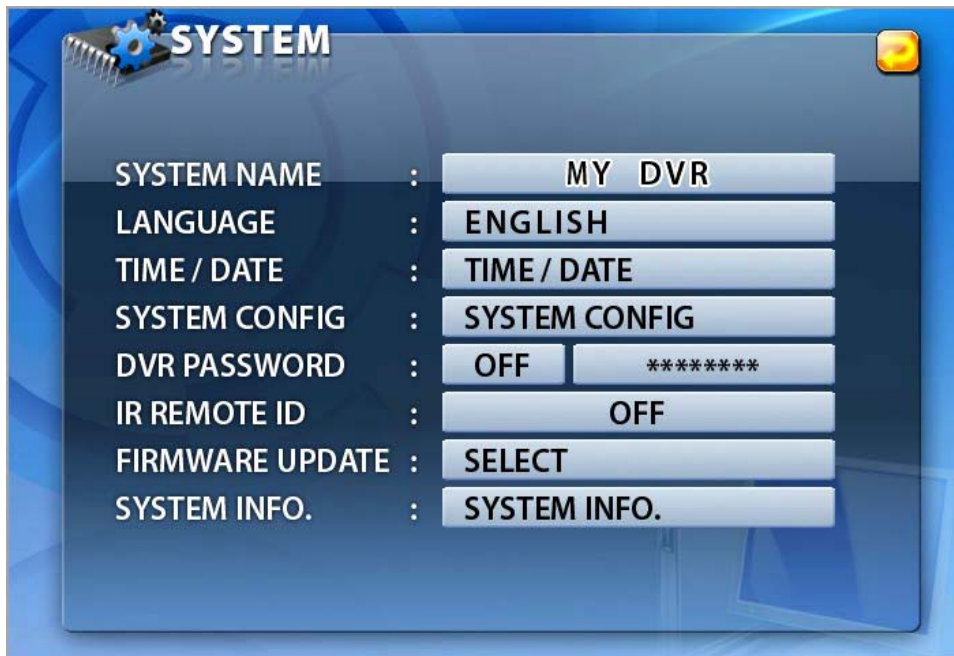 SYSTEM
SYSTEM NAME : MY DVR
LANGUAGE : ENGLISH
TIME / DATE : TIME / DATE
SYSTEM CONFIG : SYSTEM CONFIG
DVR PASSWORD : OFF ********
IR REMOTE ID : OFF
FIRMWARE UPDATE : SELECT
SYSTEM INFO. : SYSTEM INFO.